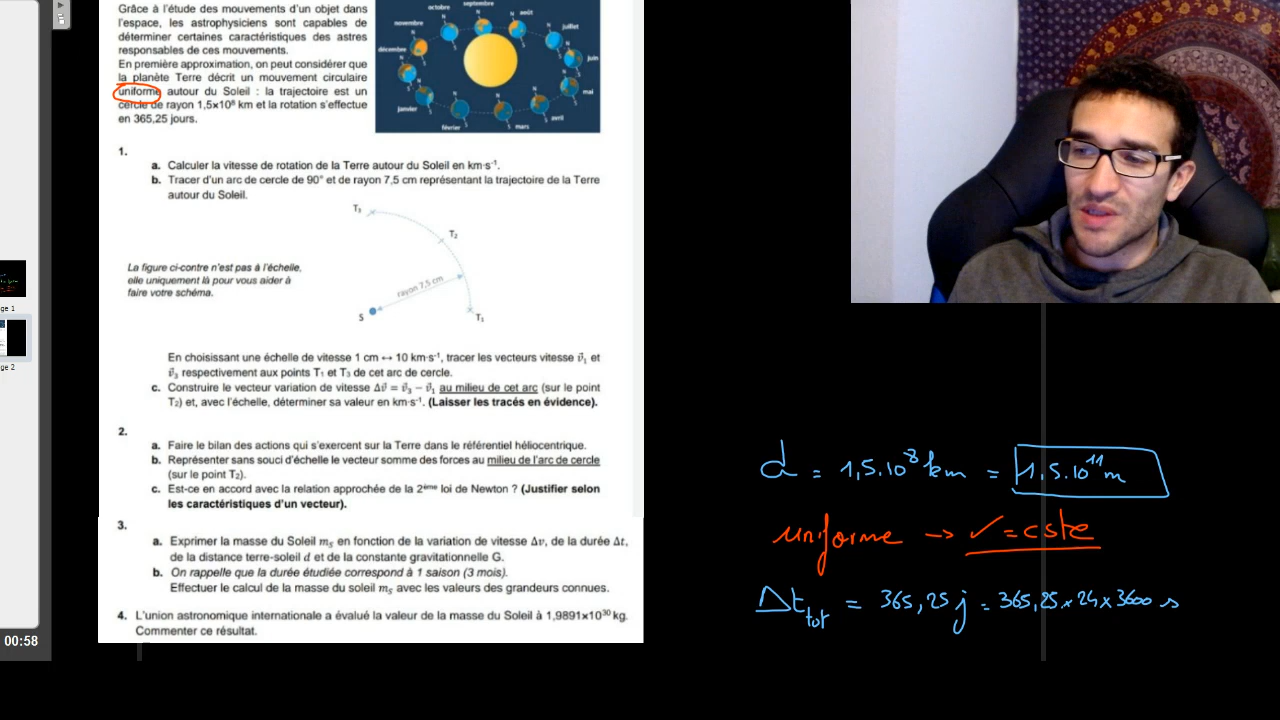 Grâce à l'étude des mouvements d'un objet dans
l'espace, les astrophysiciens sont capables de
déterminer certaines caractéristiques des astres
responsables de ces mouvements.
En première approximation, on peut considérer que
la planète Terre décrit un mouvement circulaire
uniforme autour du Soleil : la trajectoire est un
cercle de rayon 1,5×10⁸ km et la rotation s'effectue
en 365,25 jours.
septembre
octobre
août
novembre
juillet
décembre
juin
mai
janvier
avril
février
mars
1.
a. Calculer la vitesse de rotation de la Terre autour du Soleil en km·s⁻¹.
b. Tracer d'un arc de cercle de 90° et de rayon 7,5 cm représentant la trajectoire de la Terre
autour du Soleil.
T₃
T₂
La figure ci-contre n'est pas à l'échelle,
elle uniquement là pour vous aider à
faire votre schéma.
rayon 7,5 cm
S
T₁
En choisissant une échelle de vitesse 1 cm ↔ 10 km·s⁻¹, tracer les vecteurs vitesse v⃗₁ et
v⃗₃ respectivement aux points T₁ et T₃ de cet arc de cercle.
c. Construire le vecteur variation de vitesse Δv⃗ = v⃗₃ − v⃗₁ au milieu de cet arc (sur le point
T₂) et, avec l'échelle, déterminer sa valeur en km·s⁻¹. (Laisser les tracés en évidence).
2.
a. Faire le bilan des actions qui s'exercent sur la Terre dans le référentiel héliocentrique.
b. Représenter sans souci d'échelle le vecteur somme des forces au milieu de l'arc de cercle
(sur le point T₂).
c. Est-ce en accord avec la relation approchée de la 2ème loi de Newton ? (Justifier selon
les caractéristiques d'un vecteur).
3.
a. Exprimer la masse du Soleil mₛ en fonction de la variation de vitesse Δv, de la durée Δt,
de la distance terre-soleil d et de la constante gravitationnelle G.
b. On rappelle que la durée étudiée correspond à 1 saison (3 mois).
Effectuer le calcul de la masse du soleil mₛ avec les valeurs des grandeurs connues.
4. L'union astronomique internationale a évalué la valeur de la masse du Soleil à 1,9891×10³⁰ kg.
Commenter ce résultat.
d = 1,5.10⁸ km = 1,5.10¹¹ m
uniforme → v = cste
Δt tot = 365,25 j = 365,25 × 24 × 3600 s
ge 1
ge 2
00:58